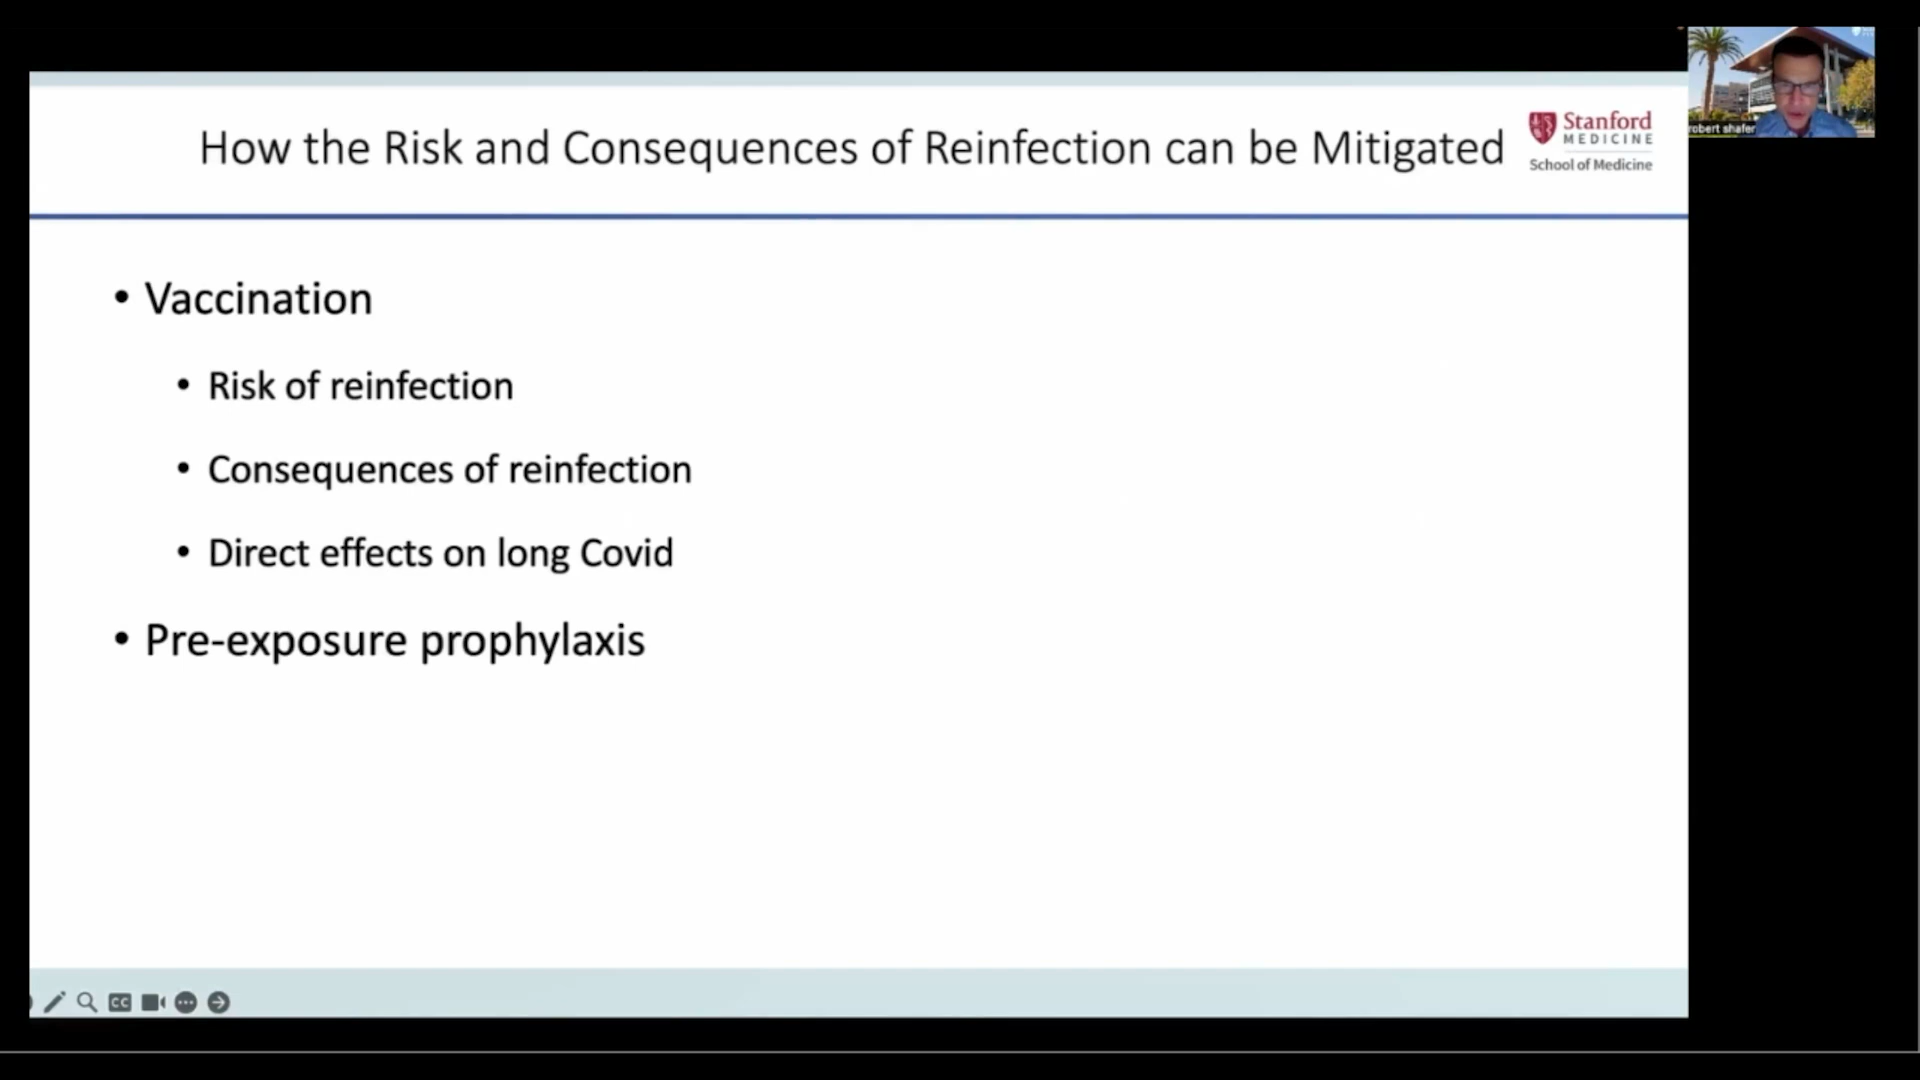 How the Risk and Consequences of Reinfection can be Mitigated
Stanford
MEDICINE
School of Medicine
robert shafer
• Vaccination
• Risk of reinfection
• Consequences of reinfection
• Direct effects on long Covid
• Pre-exposure prophylaxis
CC